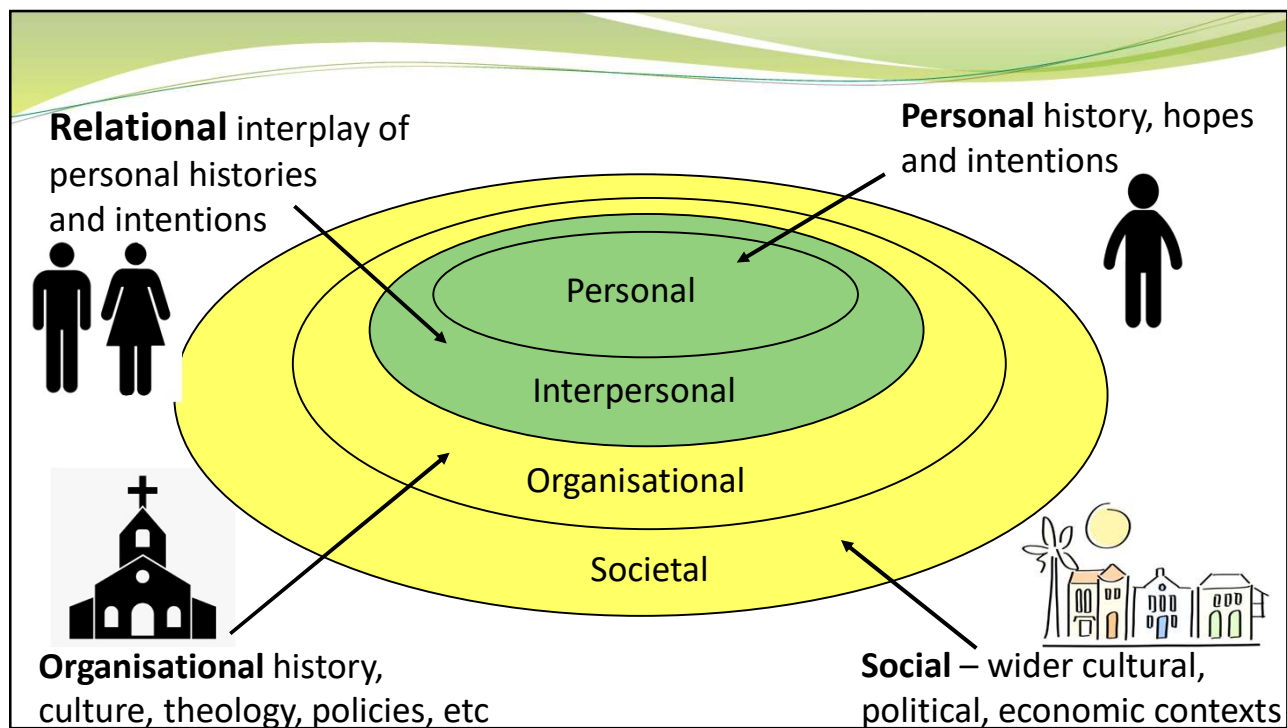 Relational interplay of
personal histories
and intentions
Personal history, hopes
and intentions
Personal
Interpersonal
Organisational
Societal
Organisational history,
culture, theology, policies, etc
Social – wider cultural,
political, economic contexts